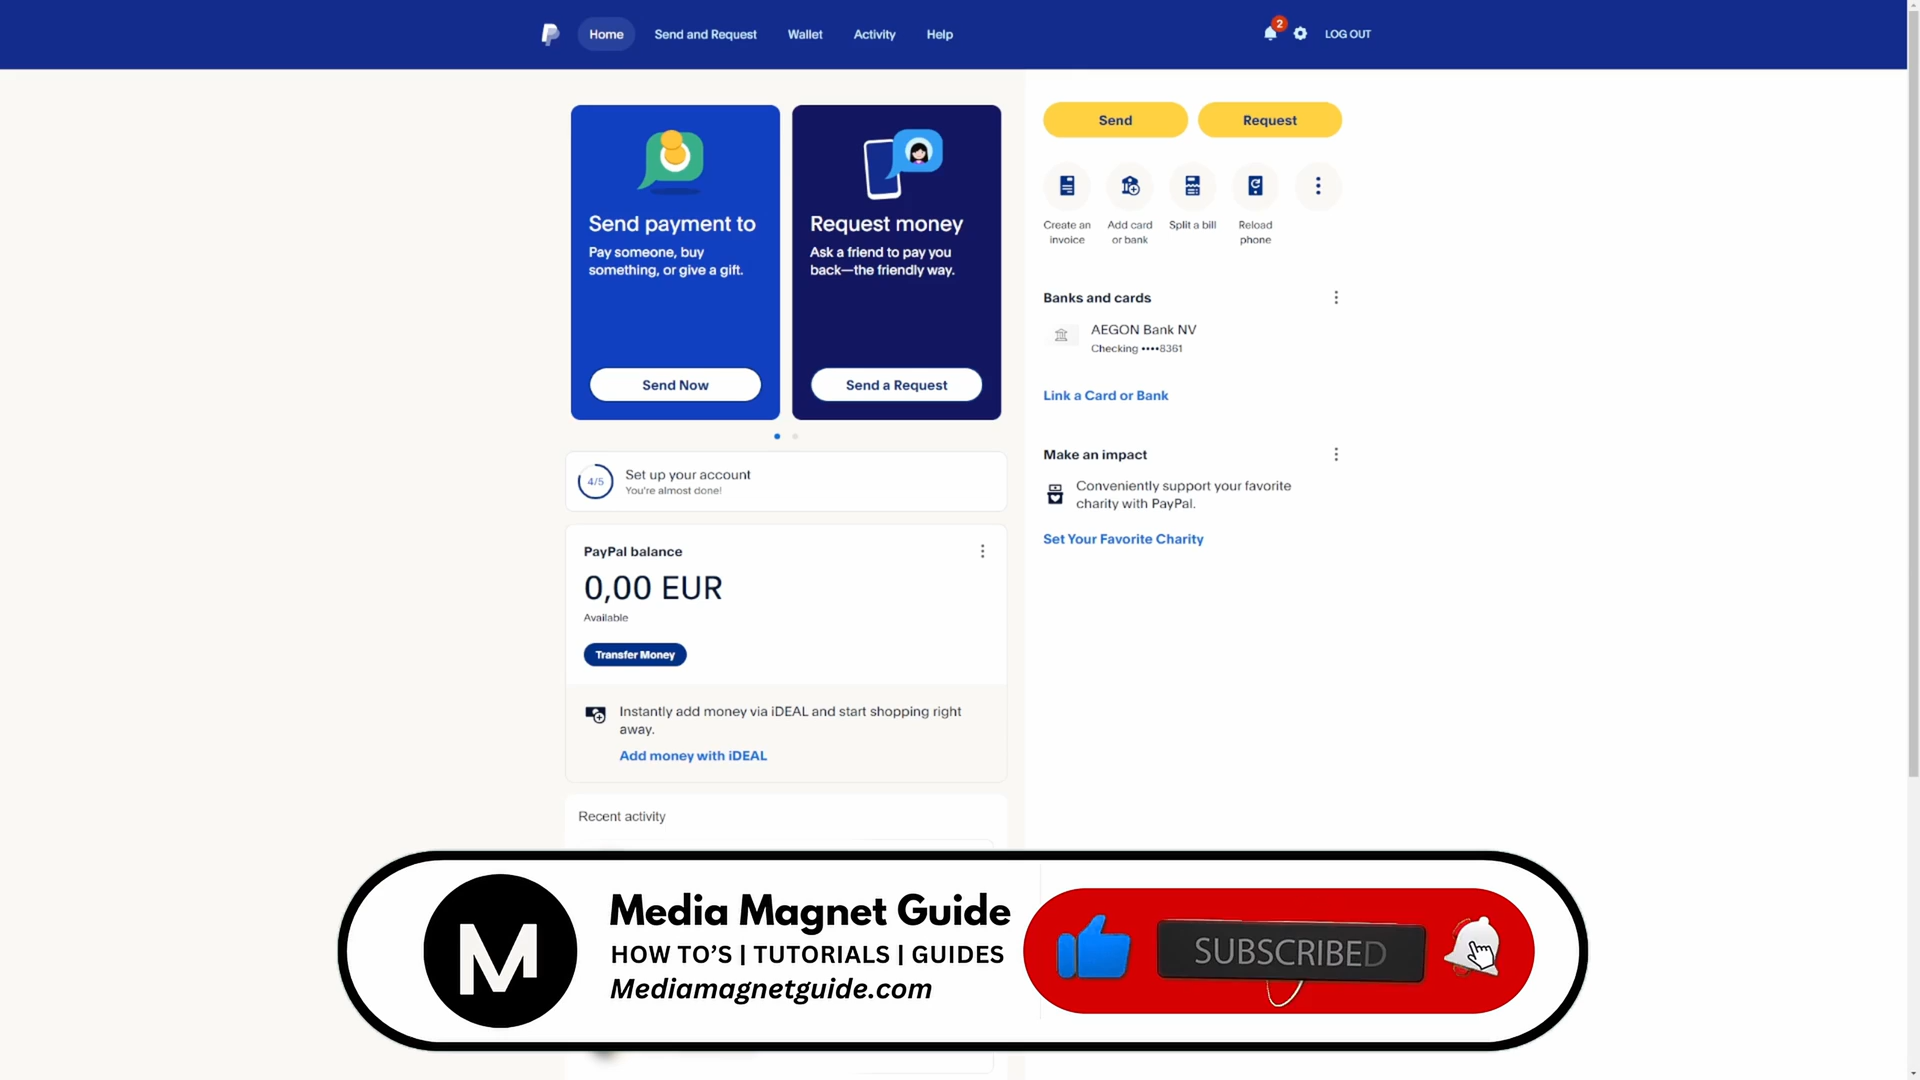 Home
Send and Request
Wallet
Activity
Help
2
LOG OUT
Send payment to
Pay someone, buy
something, or give a gift.
Send Now
Request money
Ask a friend to pay you
back—the friendly way.
Send a Request
4/5
Set up your account
You're almost done!
PayPal balance
0,00 EUR
Available
Transfer Money
Instantly add money via iDEAL and start shopping right
away.
Add money with iDEAL
Recent activity
Send
Request
Create an
invoice
Add card
or bank
Split a bill
Reload
phone
Banks and cards
AEGON Bank NV
Checking ••••8361
Link a Card or Bank
Make an impact
Conveniently support your favorite
charity with PayPal.
Set Your Favorite Charity
M
Media Magnet Guide
HOW TO'S | TUTORIALS | GUIDES
Mediamagnetguide.com
SUBSCRIBED